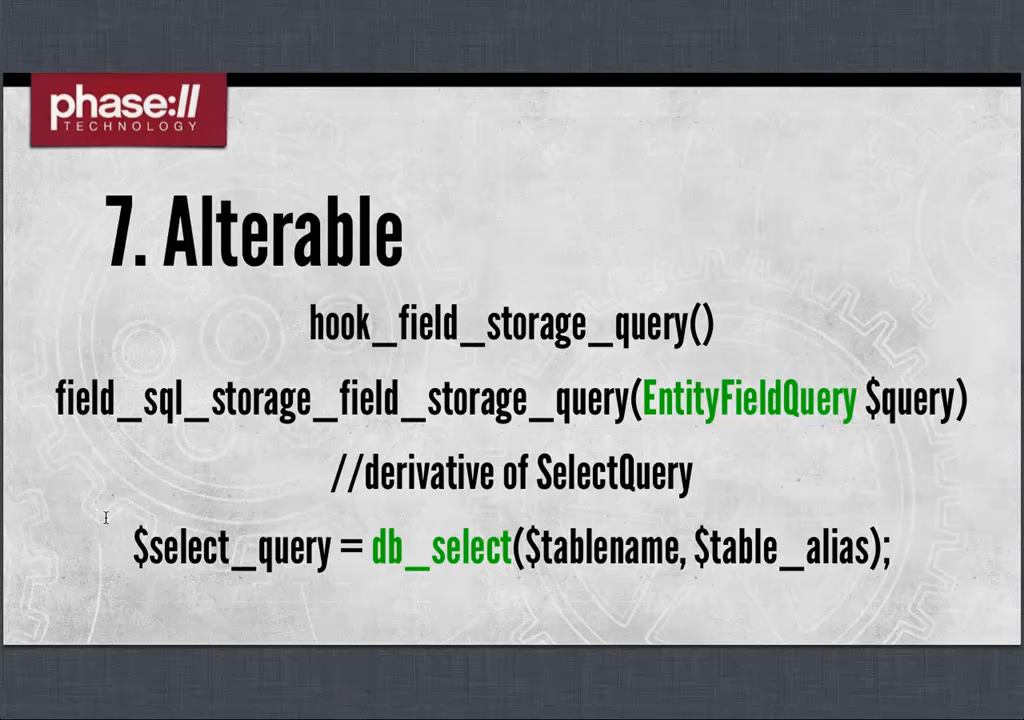 phase://
TECHNOLOGY
7. Alterable
hook_field_storage_query()
field_sql_storage_field_storage_query(EntityFieldQuery $query)
//derivative of SelectQuery
$select_query = db_select($tablename, $table_alias);